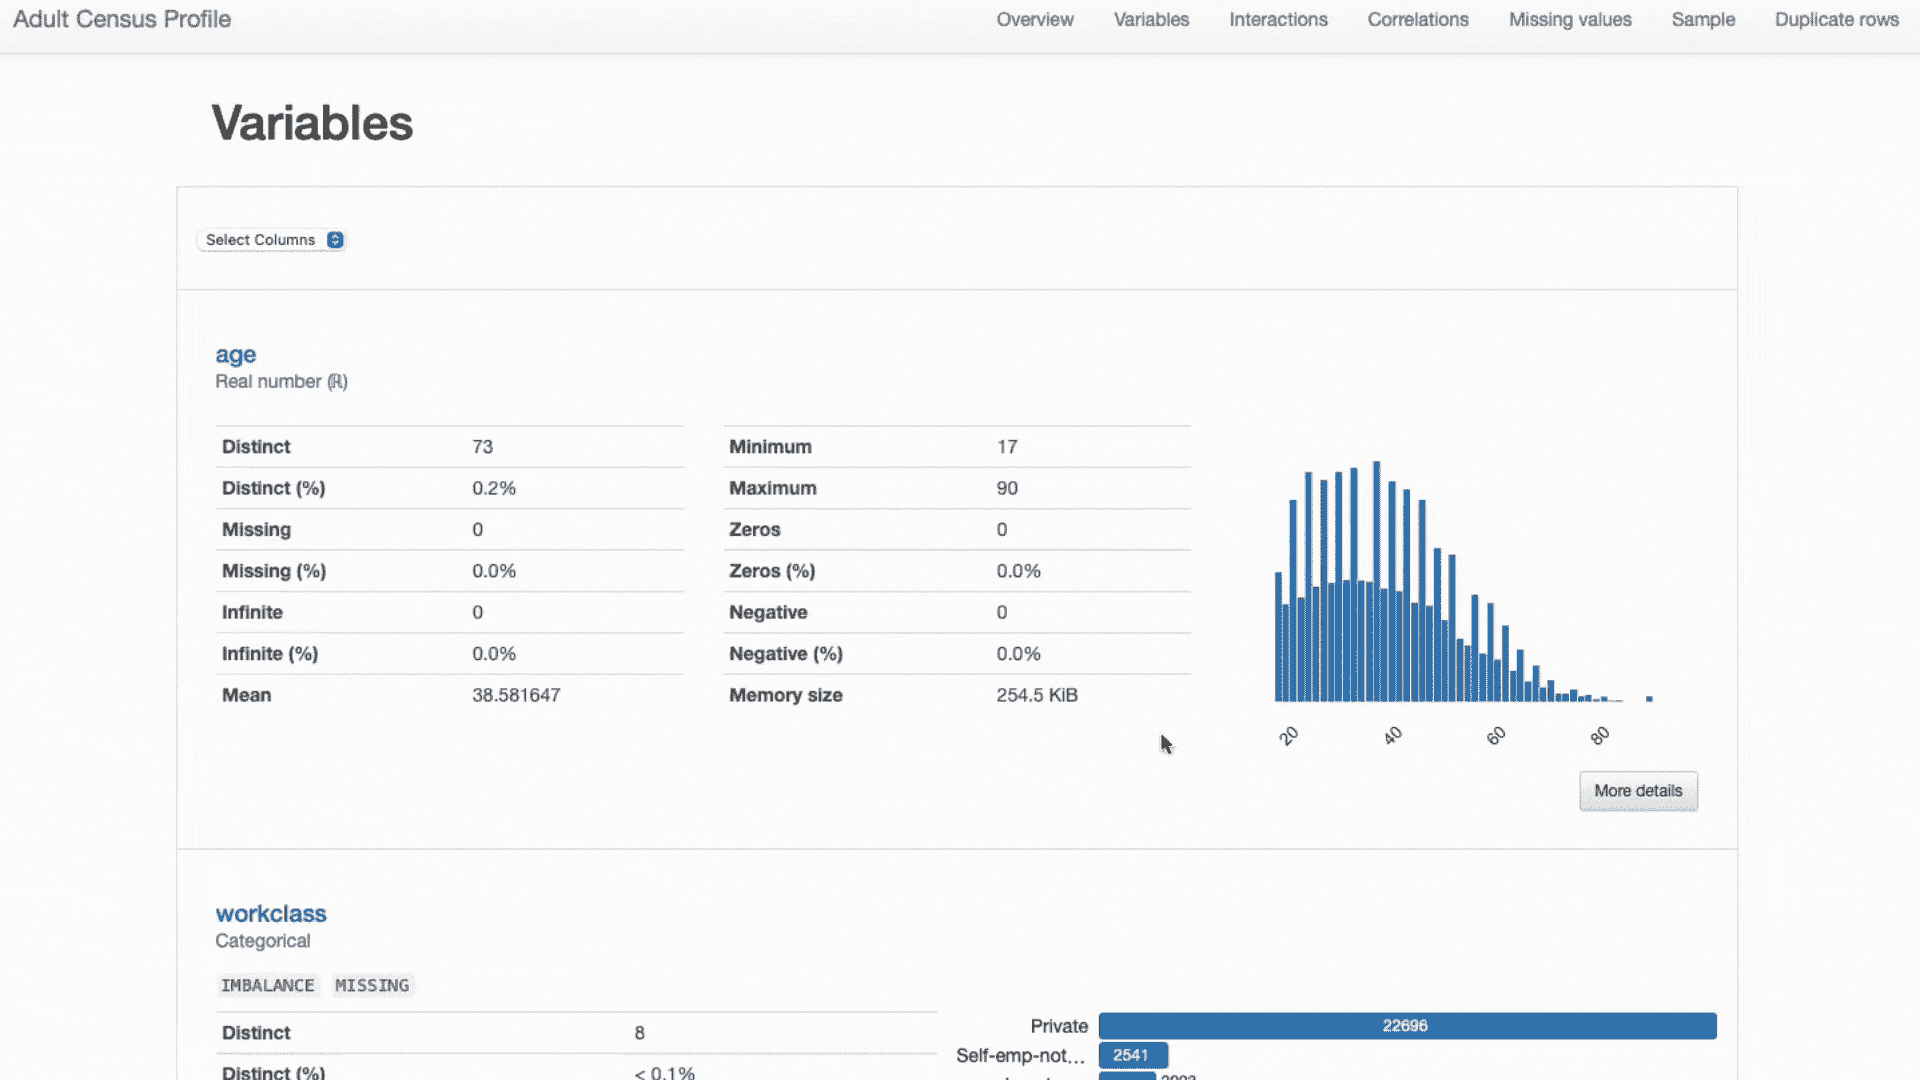 Adult Census Profile
Overview Variables Interactions Correlations Missing values Sample Duplicate rows
Variables
Select Columns
age
Real number (ℝ)
Distinct 73
Distinct (%) 0.2%
Missing 0
Missing (%) 0.0%
Infinite 0
Infinite (%) 0.0%
Mean 38.581647
Minimum 17
Maximum 90
Zeros 0
Zeros (%) 0.0%
Negative 0
Negative (%) 0.0%
Memory size 254.5 KiB
20 40 60 80
More details
workclass
Categorical
IMBALANCE MISSING
Distinct 8
Distinct (%) < 0.1%
Private 22696
Self-emp-not... 2541